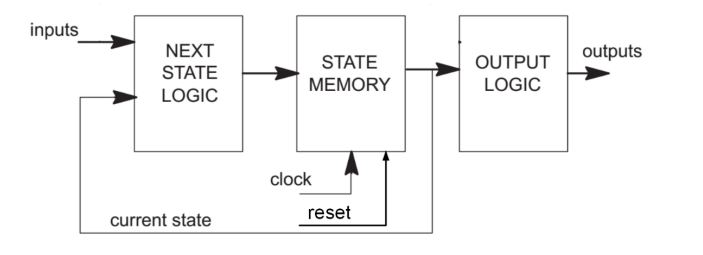 inputs
NEXT
STATE
LOGIC
STATE
MEMORY
OUTPUT
LOGIC
outputs
clock
reset
current state